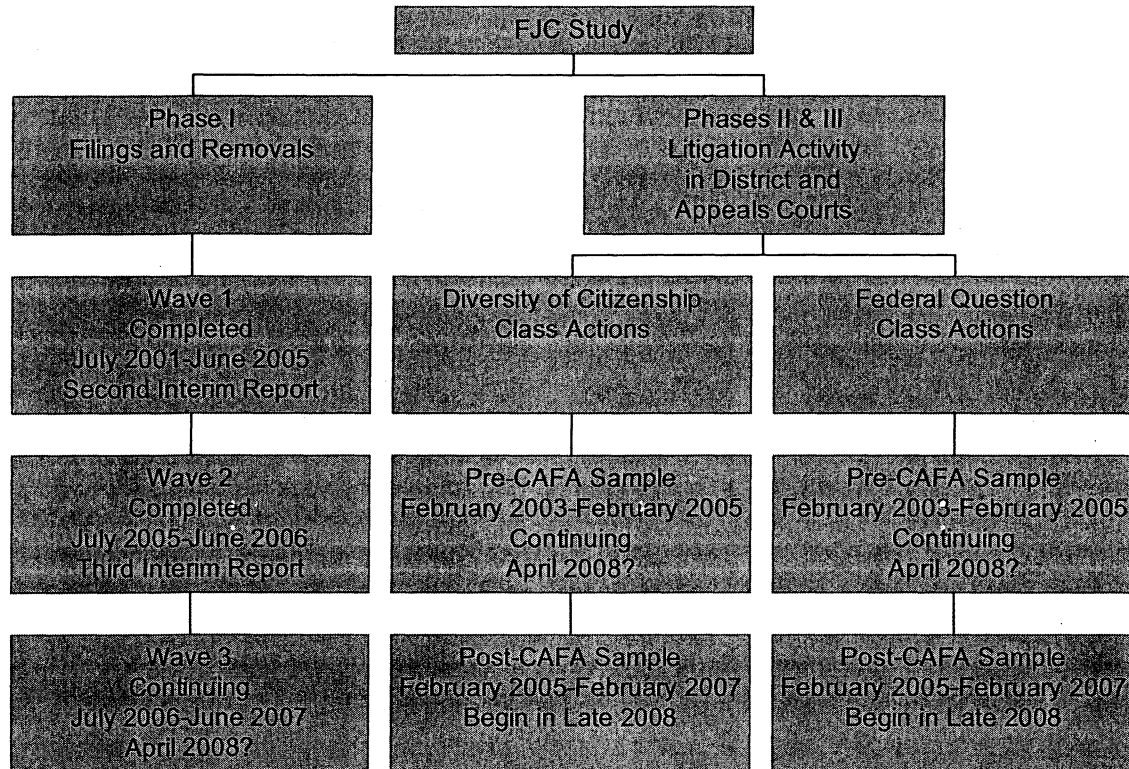 FJC Study
Phase I
Filings and Removals
Phases II & III
Litigation Activity
in District and
Appeals Courts
Wave 1
Completed
July 2001-June 2005
Second Interim Report
Diversity of Citizenship
Class Actions
Federal Question
Class Actions
Wave 2
Completed
July 2005-June 2006
Third Interim Report
Pre-CAFA Sample
February 2003-February 2005
Continuing
April 2008?
Pre-CAFA Sample
February 2003-February 2005
Continuing
April 2008?
Wave 3
Continuing
July 2006-June 2007
April 2008?
Post-CAFA Sample
February 2005-February 2007
Begin in Late 2008
Post-CAFA Sample
February 2005-February 2007
Begin in Late 2008